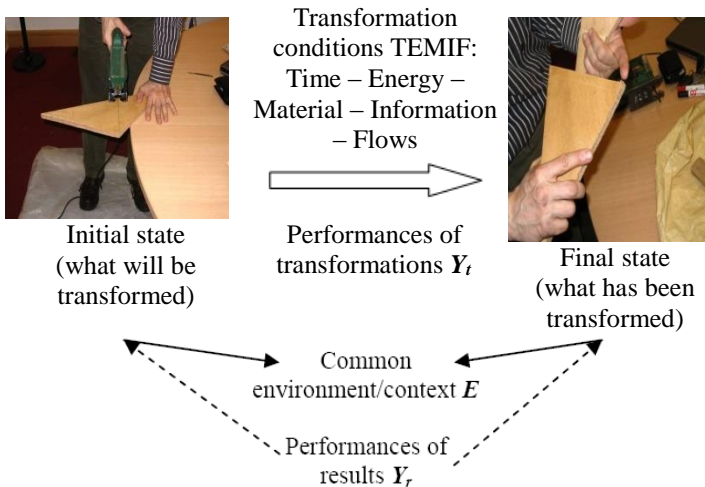 Transformation
conditions TEMIF:
Time – Energy –
Material – Information
– Flows
Initial state
(what will be
transformed)
Performances of
transformations Yt
Final state
(what has been
transformed)
Common
environment/context E
Performances of
results Yr